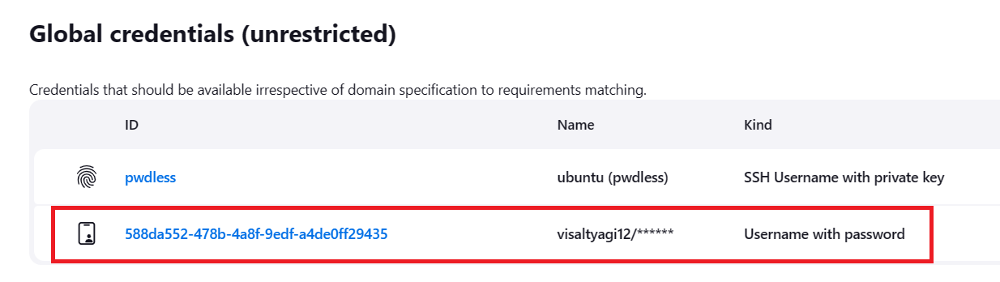 Global credentials (unrestricted)
Credentials that should be available irrespective of domain specification to requirements matching.
ID Name Kind
pwdless ubuntu (pwdless) SSH Username with private key
588da552-478b-4a8f-9edf-a4de0ff29435 visaltyagi12/****** Username with password